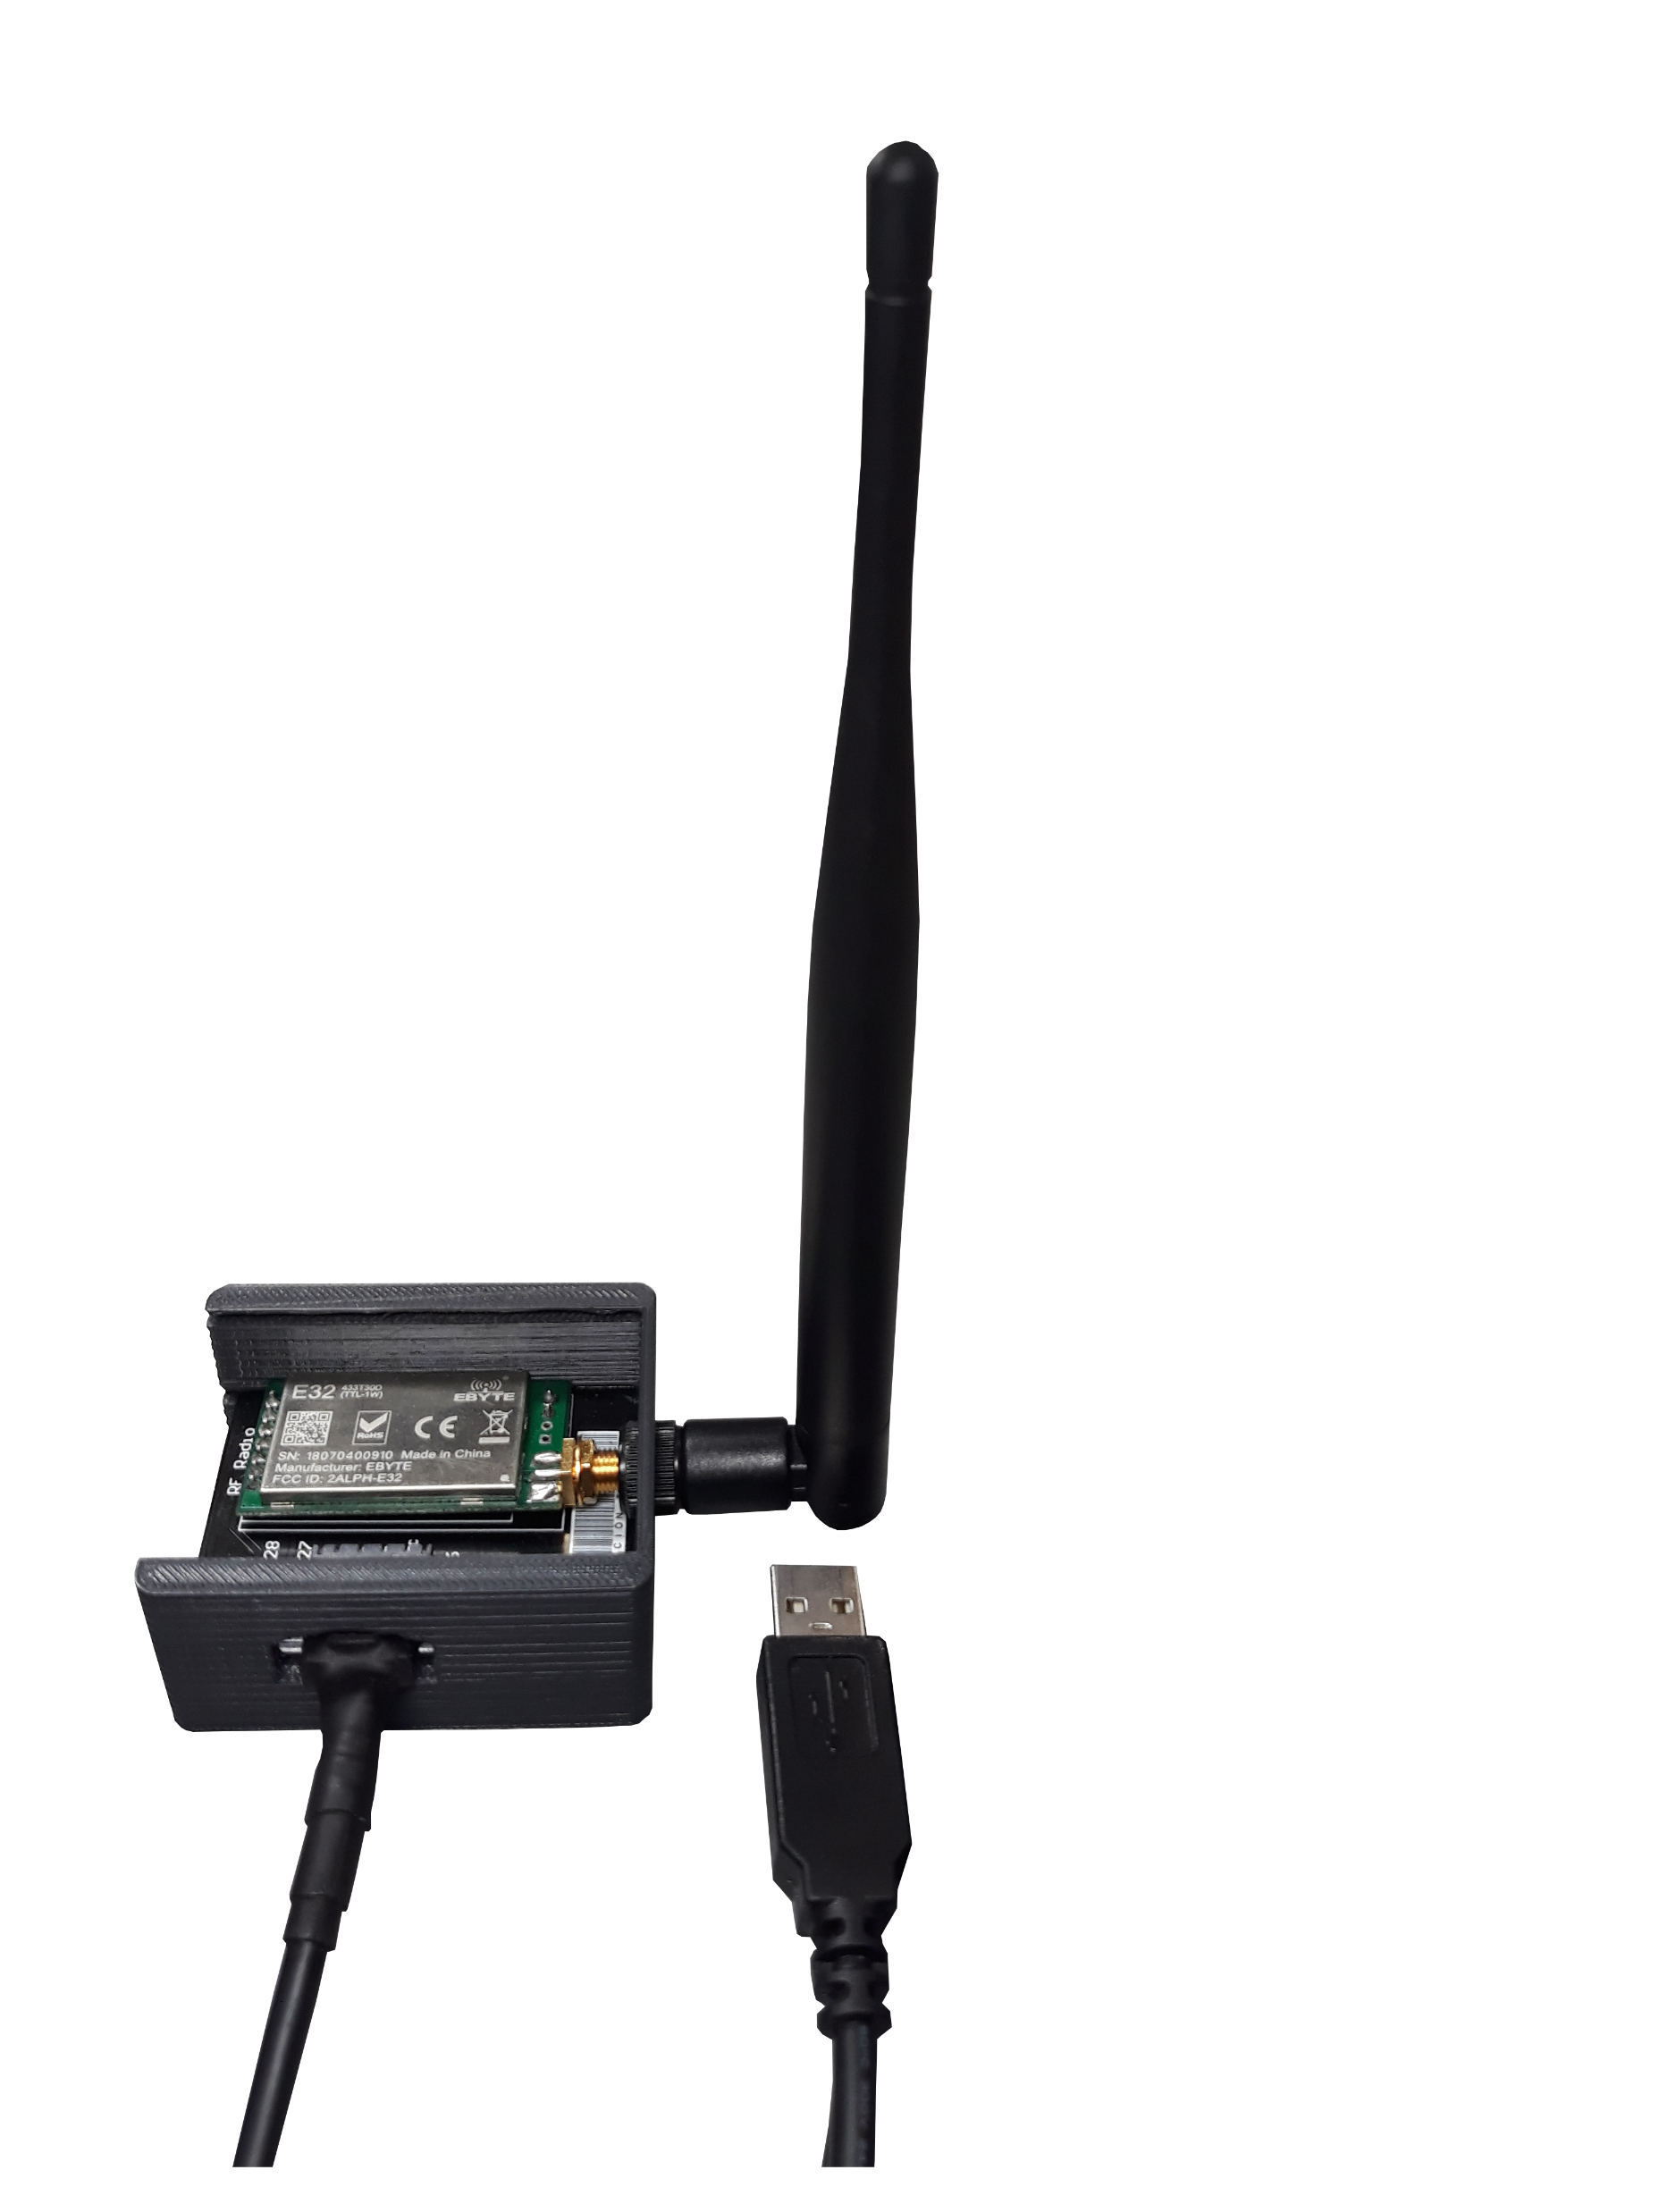 E32 433T30D
(TTL-1W)
EBYTE
RoHS
CE
SN: 18070400910 Made in China
Manufacturer: EBYTE
FCC ID: 2ALPH-E32
RF Radio
28
27